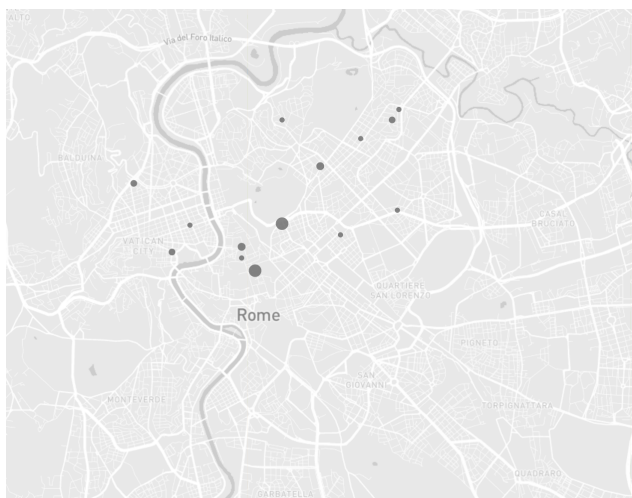 ALTO
Via del Foro Italico
BALDUINA
VATICAN
CITY
CASAL
BRUCIATO
QUARTIERE
SAN LORENZO
Rome
PIGNETO
SAN
GIOVANNI
MONTEVERDE
TORPIGNATTARA
QUADRARO
GARBATELLA